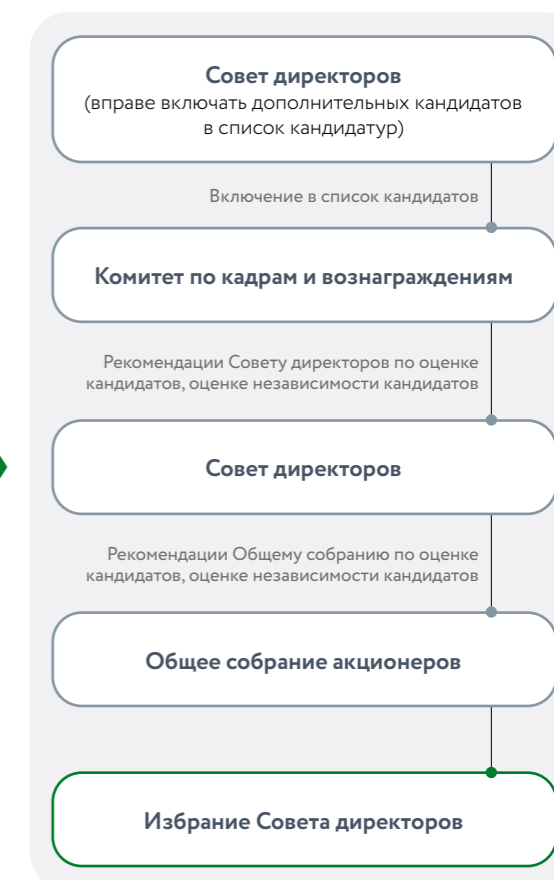 Совет директоров
(вправе включать дополнительных кандидатов
в список кандидатур)
Включение в список кандидатов
Комитет по кадрам и вознаграждениям
Рекомендации Совету директоров по оценке
кандидатов, оценке независимости кандидатов
Совет директоров
Рекомендации Общему собранию по оценке
кандидатов, оценке независимости кандидатов
Общее собрание акционеров
Избрание Совета директоров